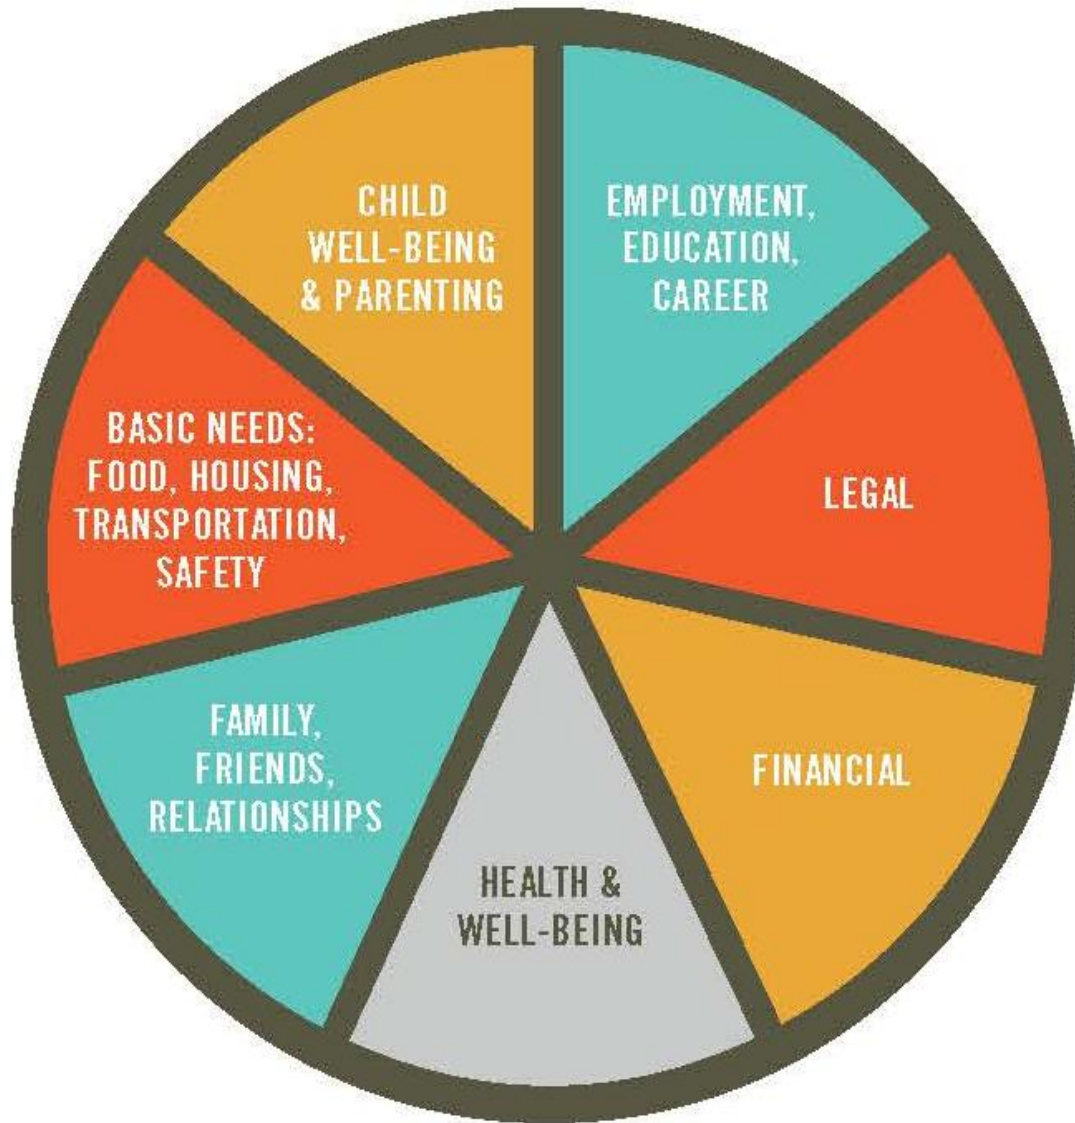 CHILD
WELL-BEING
& PARENTING
EMPLOYMENT,
EDUCATION,
CAREER
BASIC NEEDS:
FOOD, HOUSING,
TRANSPORTATION,
SAFETY
LEGAL
FAMILY,
FRIENDS,
RELATIONSHIPS
FINANCIAL
HEALTH &
WELL-BEING